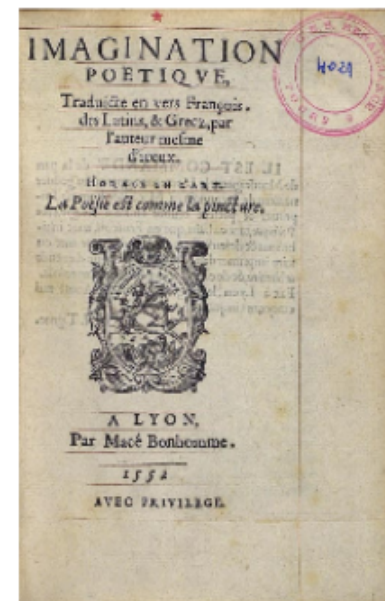 IMAGINATION
POETIQVE,
Traduicte en vers François,
des Latins, & Grecz, par
l'auteur mesme
d'iceux.
HORACE EN L'ART.
La Poësie est comme la pincture.
A LYON,
Par Macé Bonhomme.
1552
AVEC PRIVILEGE.
4029